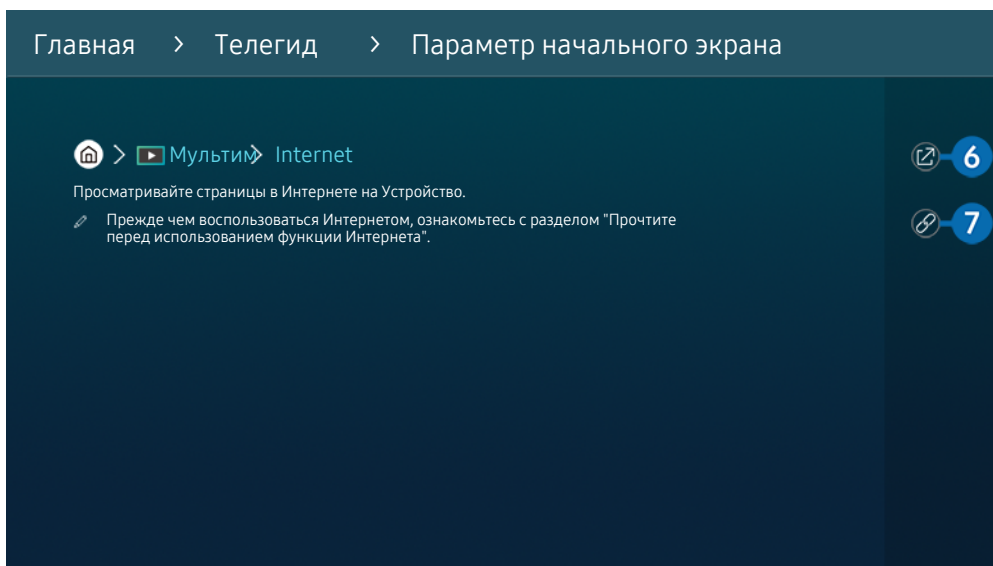 Главная > Телегид > Параметр начального экрана
> Мультим> Internet
Просматривайте страницы в Интернете на Устройство.
Прежде чем воспользоваться Интернетом, ознакомьтесь с разделом "Прочтите
перед использованием функции Интернета".
6
7